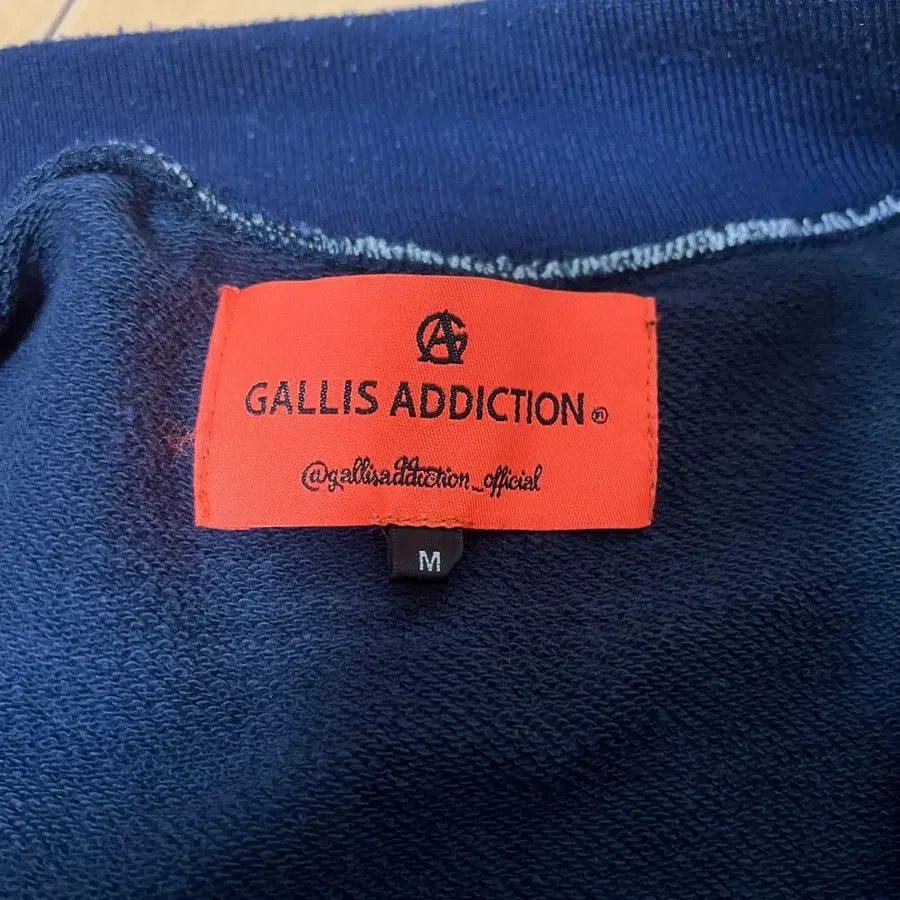 GALLIS ADDICTION®
@gallisaddiction_official
M